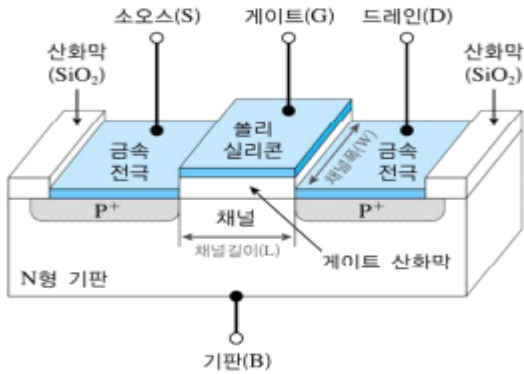 소오스(S)
게이트(G)
드레인(D)
산화막
(SiO₂)
산화막
(SiO₂)
금속
전극
폴리
실리콘
채널폭(W)
금속
전극
P⁺
채널
P⁺
채널길이(L)
게이트 산화막
N형 기판
기판(B)